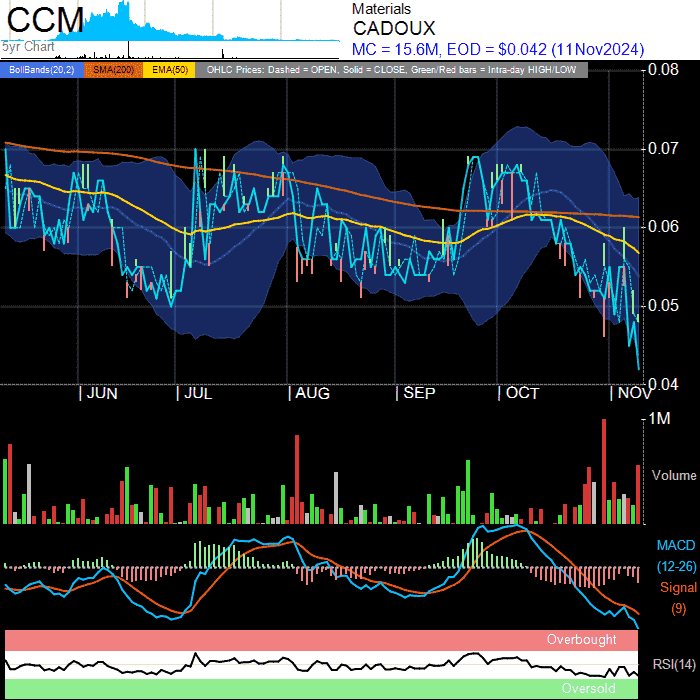 CCM
5yr Chart
Materials
CADOUX
MC = 15.6M, EOD = $0.042 (11Nov2024)
BollBands(20,2) SMA(200) EMA(50) OHLC Prices: Dashed = OPEN, Solid = CLOSE, Green/Red bars = Intra-day HIGH/LOW
0.08
0.07
0.06
0.05
0.04
JUN JUL AUG SEP OCT NOV
1M
Volume
MACD
(12-26)
Signal
(9)
Overbought
RSI(14)
Oversold